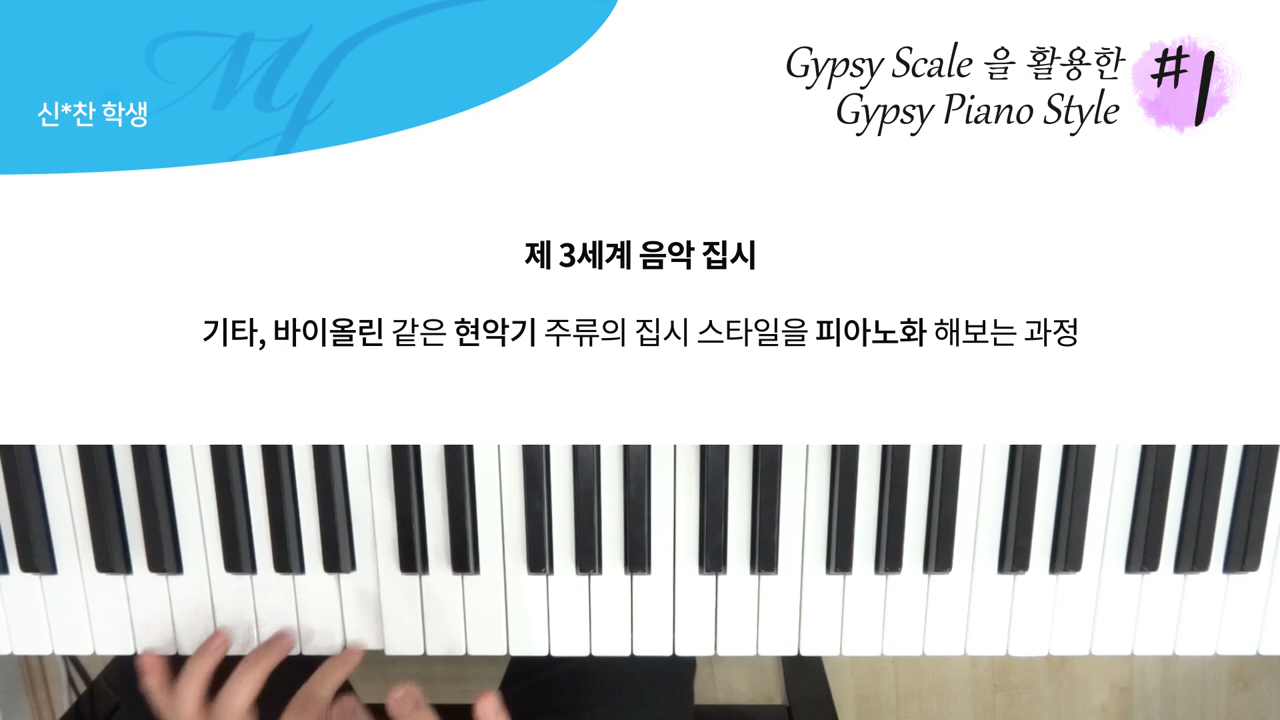 Mf
신*찬 학생
Gypsy Scale 을 활용한
Gypsy Piano Style
#1
제 3세계 음악 집시
기타, 바이올린 같은 현악기 주류의 집시 스타일을 피아노화 해보는 과정